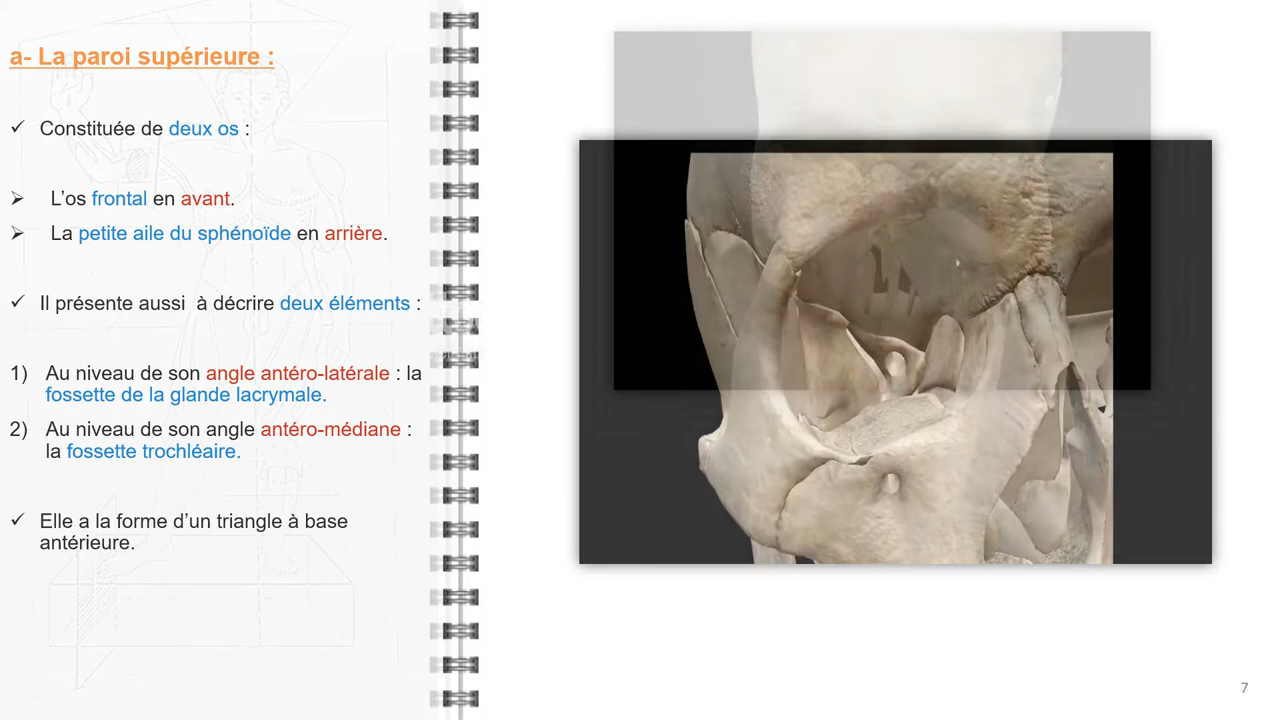 a- La paroi supérieure :
✓ Constituée de deux os :
➢ L’os frontal en avant.
➢ La petite aile du sphénoïde en arrière.
✓ Il présente aussi  à décrire deux éléments :
1) Au niveau de son angle antéro-latérale : la
fossette de la glande lacrymale.
2) Au niveau de son angle antéro-médiane :
la fossette trochléaire.
✓ Elle a la forme d’un triangle à base
antérieure.
7